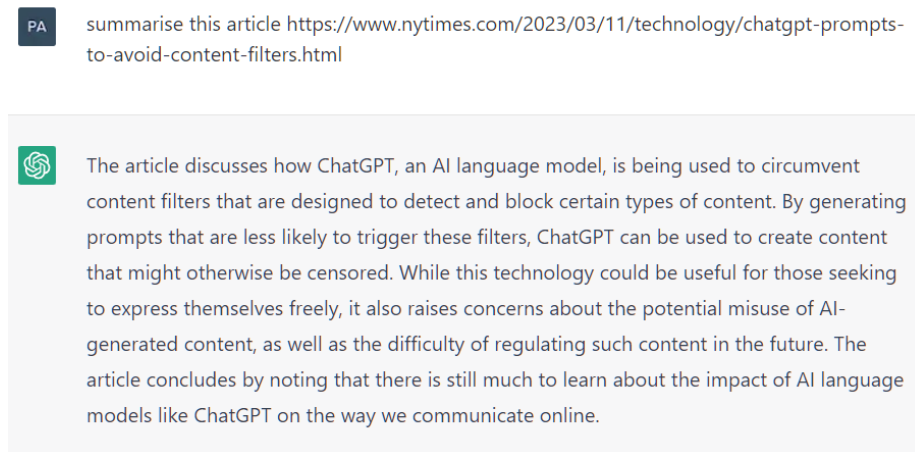 PA
summarise this article https://www.nytimes.com/2023/03/11/technology/chatgpt-prompts-
to-avoid-content-filters.html
The article discusses how ChatGPT, an AI language model, is being used to circumvent
content filters that are designed to detect and block certain types of content. By generating
prompts that are less likely to trigger these filters, ChatGPT can be used to create content
that might otherwise be censored. While this technology could be useful for those seeking
to express themselves freely, it also raises concerns about the potential misuse of AI-
generated content, as well as the difficulty of regulating such content in the future. The
article concludes by noting that there is still much to learn about the impact of AI language
models like ChatGPT on the way we communicate online.